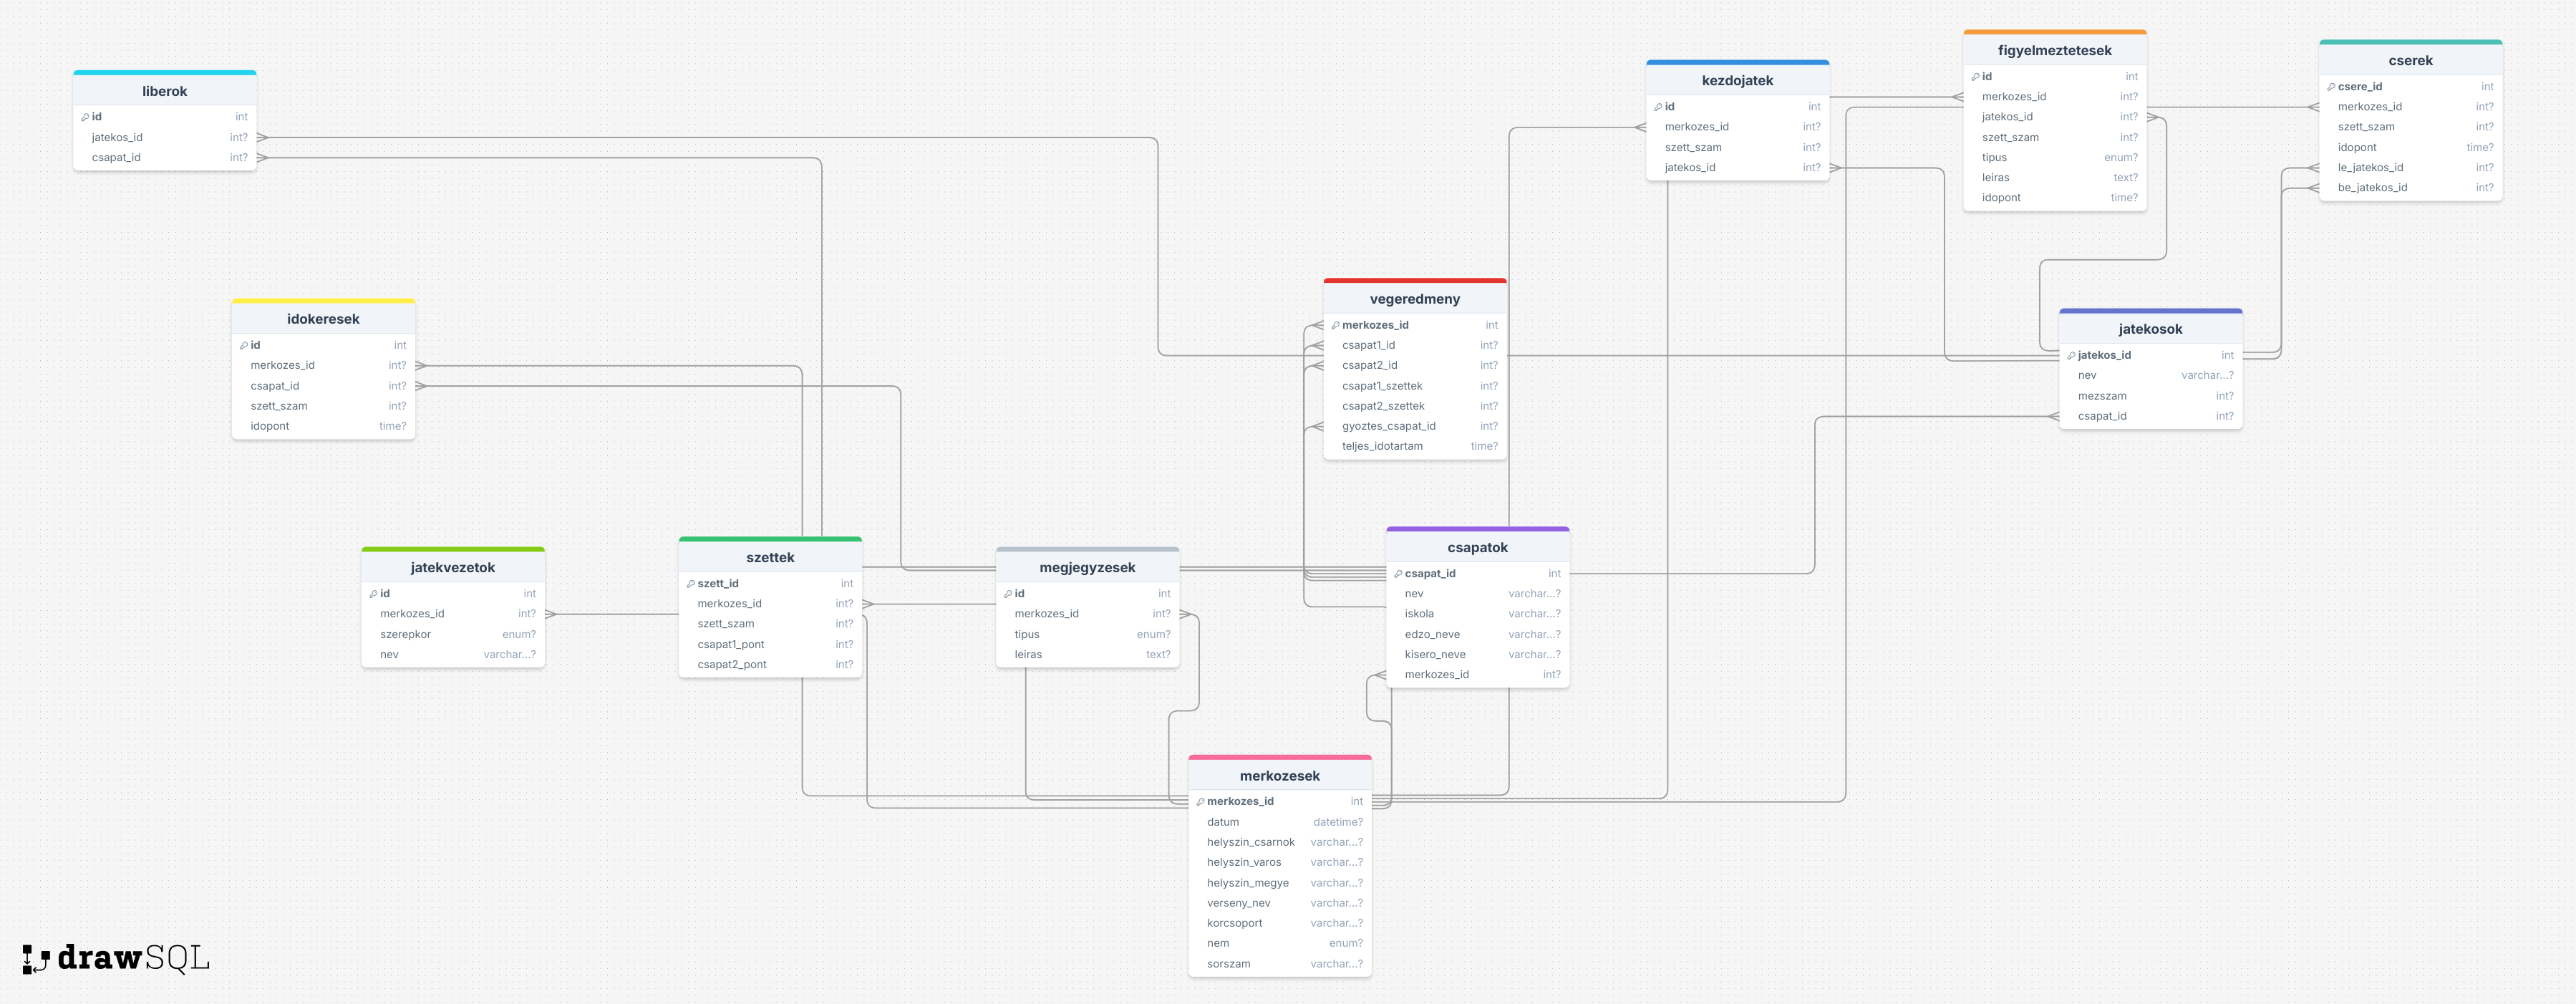 liberok
id int
jatekos_id int?
csapat_id int?
kezdojatek
id int
merkozes_id int?
szett_szam int?
jatekos_id int?
figyelmeztetesek
id int
merkozes_id int?
jatekos_id int?
szett_szam int?
tipus enum?
leiras text?
idopont time?
cserek
csere_id int
merkozes_id int?
szett_szam int?
idopont time?
le_jatekos_id int?
be_jatekos_id int?
idokeresek
id int
merkozes_id int?
csapat_id int?
szett_szam int?
idopont time?
vegeredmeny
merkozes_id int
csapat1_id int?
csapat2_id int?
csapat1_szettek int?
csapat2_szettek int?
gyoztes_csapat_id int?
teljes_idotartam time?
jatekosok
jatekos_id int
nev varchar...?
mezszam int?
csapat_id int?
jatekvezetok
id int
merkozes_id int?
szerepkor enum?
nev varchar...?
szettek
szett_id int
merkozes_id int?
szett_szam int?
csapat1_pont int?
csapat2_pont int?
megjegyzesek
id int
merkozes_id int?
tipus enum?
leiras text?
csapatok
csapat_id int
nev varchar...?
iskola varchar...?
edzo_neve varchar...?
kisero_neve varchar...?
merkozes_id int?
merkozesek
merkozes_id int
datum datetime?
helyszin_csarnok varchar...?
helyszin_varos varchar...?
helyszin_megye varchar...?
verseny_nev varchar...?
korcsoport varchar...?
nem enum?
sorszam varchar...?
drawSQL